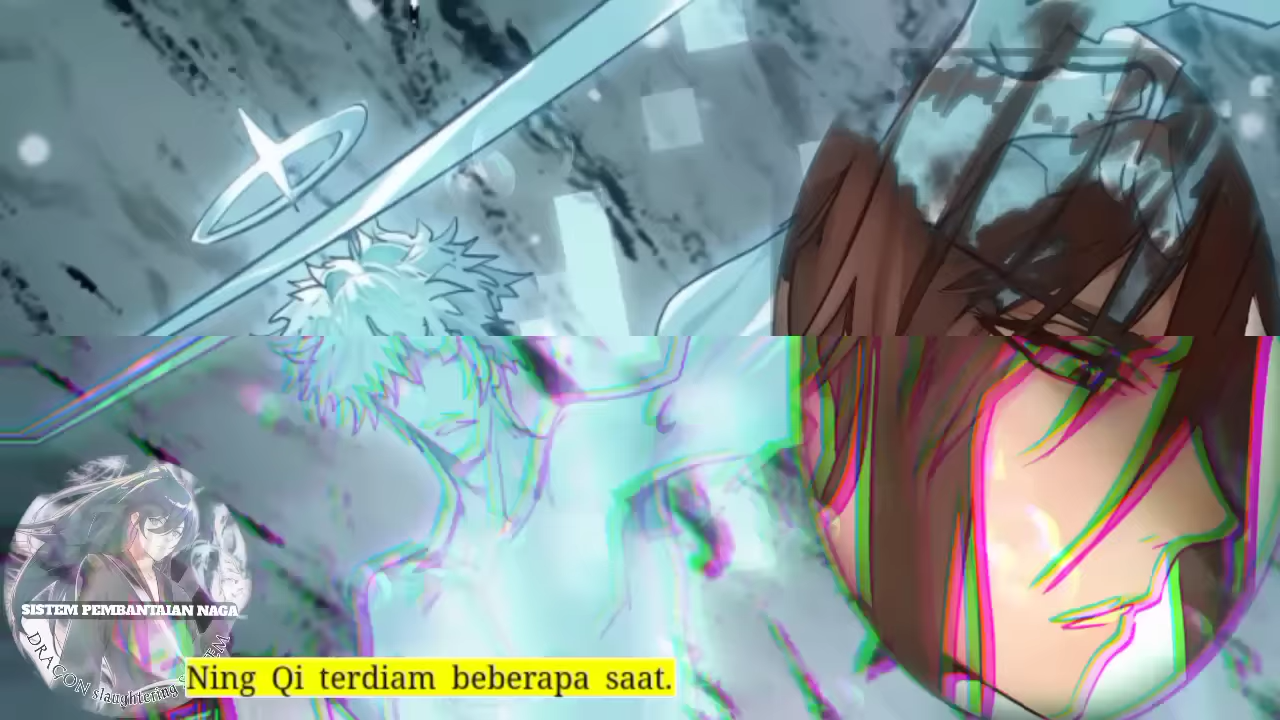 SISTEM PEMBANTAIAN NAGA
DRAGON slaughtering
Ning Qi terdiam beberapa saat.